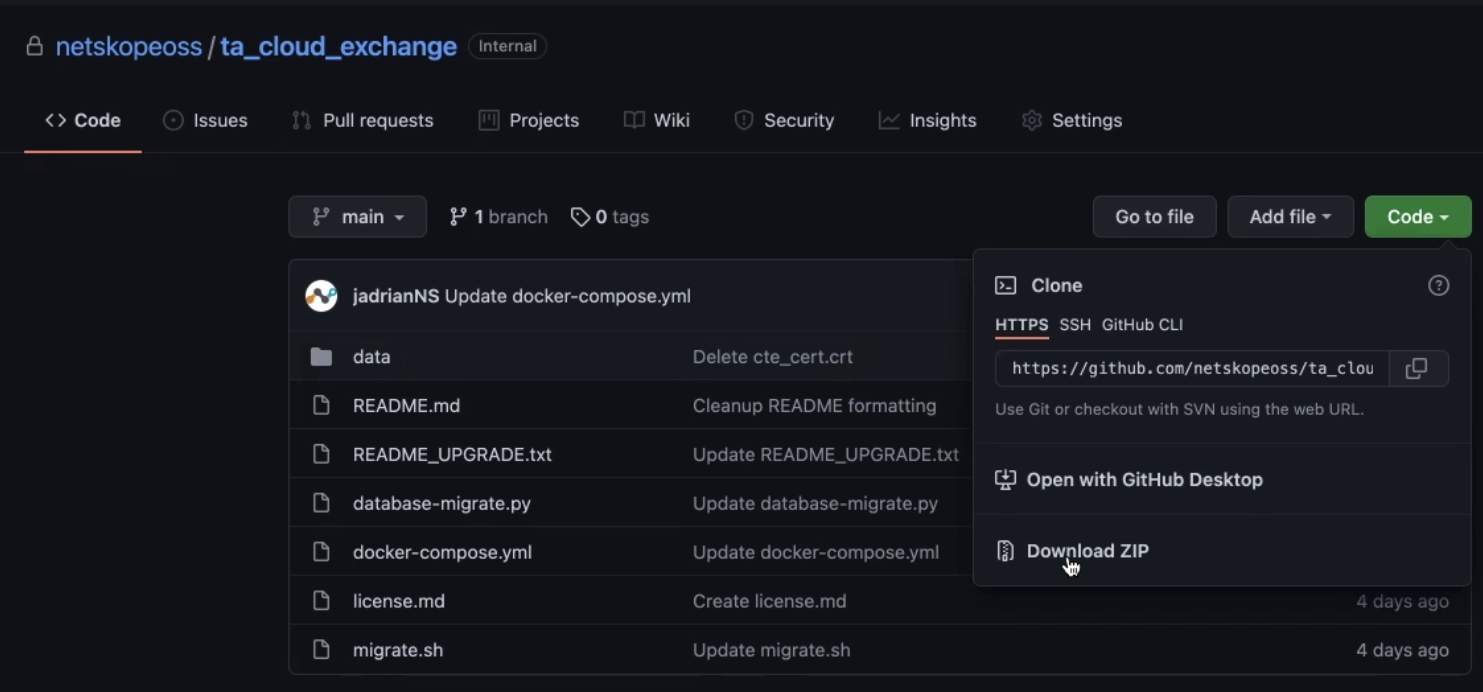 netskopeoss / ta_cloud_exchange Internal
Code Issues Pull requests Projects Wiki Security Insights Settings
main 1 branch 0 tags Go to file Add file Code
jadrianNS Update docker-compose.yml
data Delete cte_cert.crt
README.md Cleanup README formatting
README_UPGRADE.txt Update README_UPGRADE.txt
database-migrate.py Update database-migrate.py
docker-compose.yml Update docker-compose.yml
license.md Create license.md 4 days ago
migrate.sh Update migrate.sh 4 days ago
Clone
HTTPS SSH GitHub CLI
https://github.com/netskopeoss/ta_clou
Use Git or checkout with SVN using the web URL.
Open with GitHub Desktop
Download ZIP